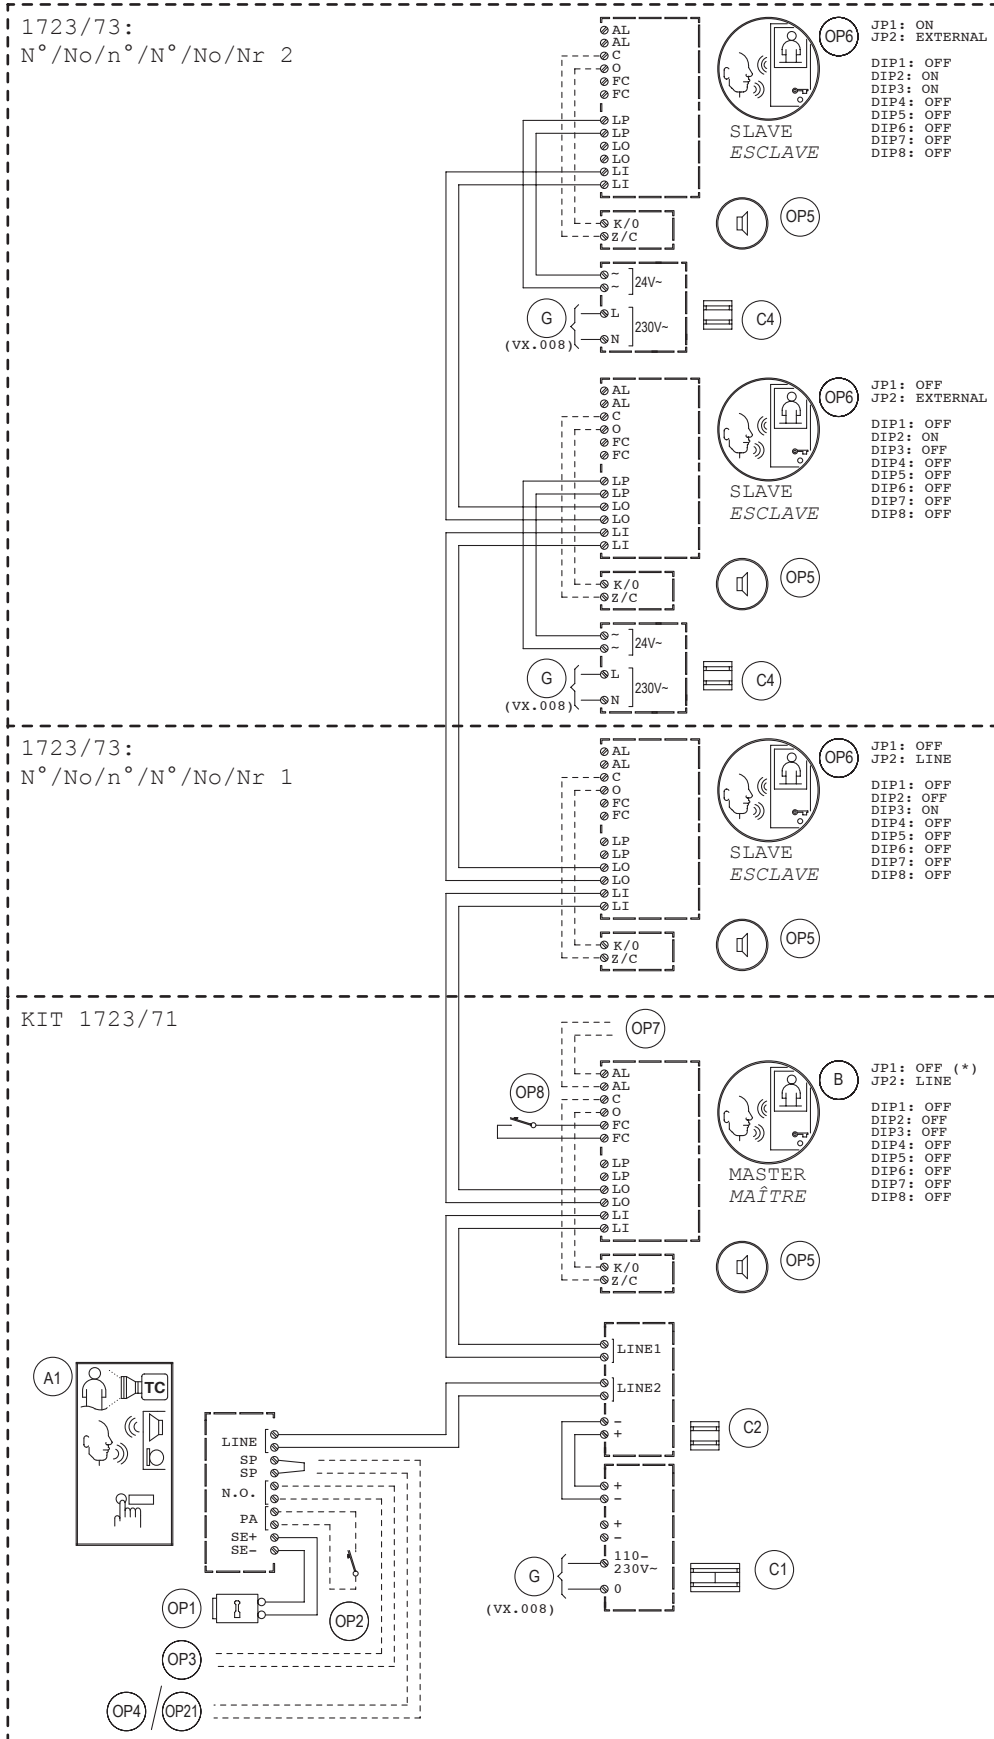 1723/73:
N°/No/n°/N°/No/Nr 2
AL
AL
C
O
FC
FC
LP
LP
LO
LO
LI
LI
SLAVE
ESCLAVE
OP6
JP1: ON
JP2: EXTERNAL
DIP1: OFF
DIP2: ON
DIP3: ON
DIP4: OFF
DIP5: OFF
DIP6: OFF
DIP7: OFF
DIP8: OFF
K/0
Z/C
OP5
~
~
24V~
L
N
230V~
G
(VX.008)
C4
AL
AL
C
O
FC
FC
LP
LP
LO
LO
LI
LI
SLAVE
ESCLAVE
OP6
JP1: OFF
JP2: EXTERNAL
DIP1: OFF
DIP2: ON
DIP3: OFF
DIP4: OFF
DIP5: OFF
DIP6: OFF
DIP7: OFF
DIP8: OFF
K/0
Z/C
OP5
~
~
24V~
L
N
230V~
G
(VX.008)
C4
1723/73:
N°/No/n°/N°/No/Nr 1
AL
AL
C
O
FC
FC
LP
LP
LO
LO
LI
LI
SLAVE
ESCLAVE
OP6
JP1: OFF
JP2: LINE
DIP1: OFF
DIP2: OFF
DIP3: ON
DIP4: OFF
DIP5: OFF
DIP6: OFF
DIP7: OFF
DIP8: OFF
K/0
Z/C
OP5
KIT 1723/71
OP7
OP8
AL
AL
C
O
FC
FC
LP
LP
LO
LO
LI
LI
MASTER
MAÎTRE
B
JP1: OFF (*)
JP2: LINE
DIP1: OFF
DIP2: OFF
DIP3: OFF
DIP4: OFF
DIP5: OFF
DIP6: OFF
DIP7: OFF
DIP8: OFF
K/0
Z/C
OP5
LINE1
LINE2
-
+
C2
+
-
+
-
110-
230V~
0
G
(VX.008)
C1
A1
TC
LINE
SP
SP
N.O.
PA
SE+
SE-
OP1
OP2
OP3
OP4 / OP21